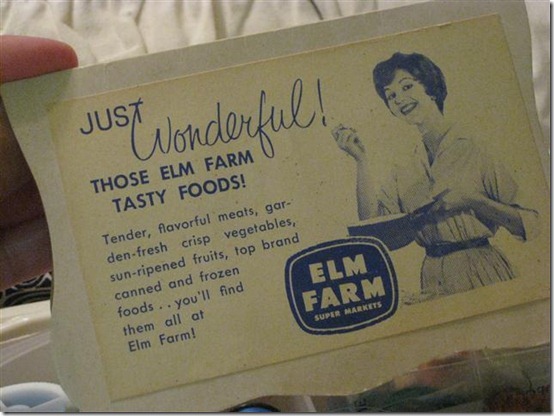 JUST Wonderful!
THOSE ELM FARM
TASTY FOODS!
Tender, flavorful meats, gar-
den-fresh crisp vegetables,
sun-ripened fruits, top brand
canned and frozen
foods . . you'll find
them all at
Elm Farm!
ELM
FARM
SUPER MARKETS